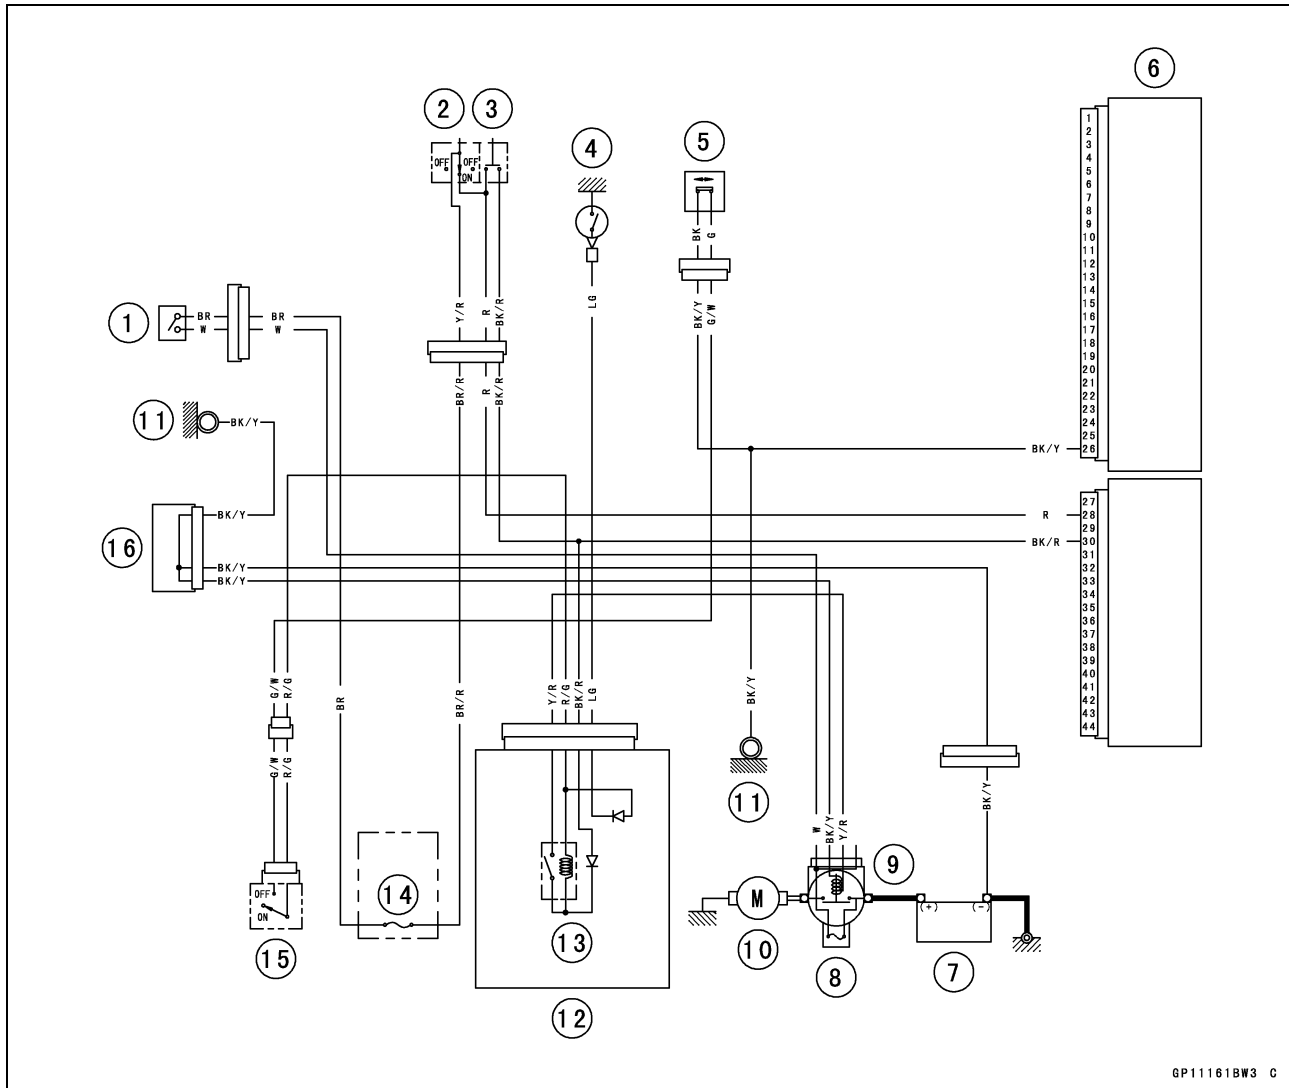 6
2 3
4
5
1
2
3
4
5
6
7
8
9
10
11
12
13
14
15
16
17
18
19
20
21
22
23
24
25
26
OFF OFF
ON
BK G
BK/Y G/W
LG
Y/R R BK/R
1
BR BR
W W
BR/R R BK/R
11
BK/Y
BK/Y
27
28
29
30
31
32
33
34
35
36
37
38
39
40
41
42
43
44
R
BK/R
16
BK/Y
BK/Y
BK/Y
G/W R/G
BR
BR/R
Y/R R/G BK/R LG
BK/Y
G/W R/G
BK/Y
11
W BK/Y Y/R
9
OFF
ON
14
M
(+) (-)
15
13
10
8
7
12
GP11161BW3 C